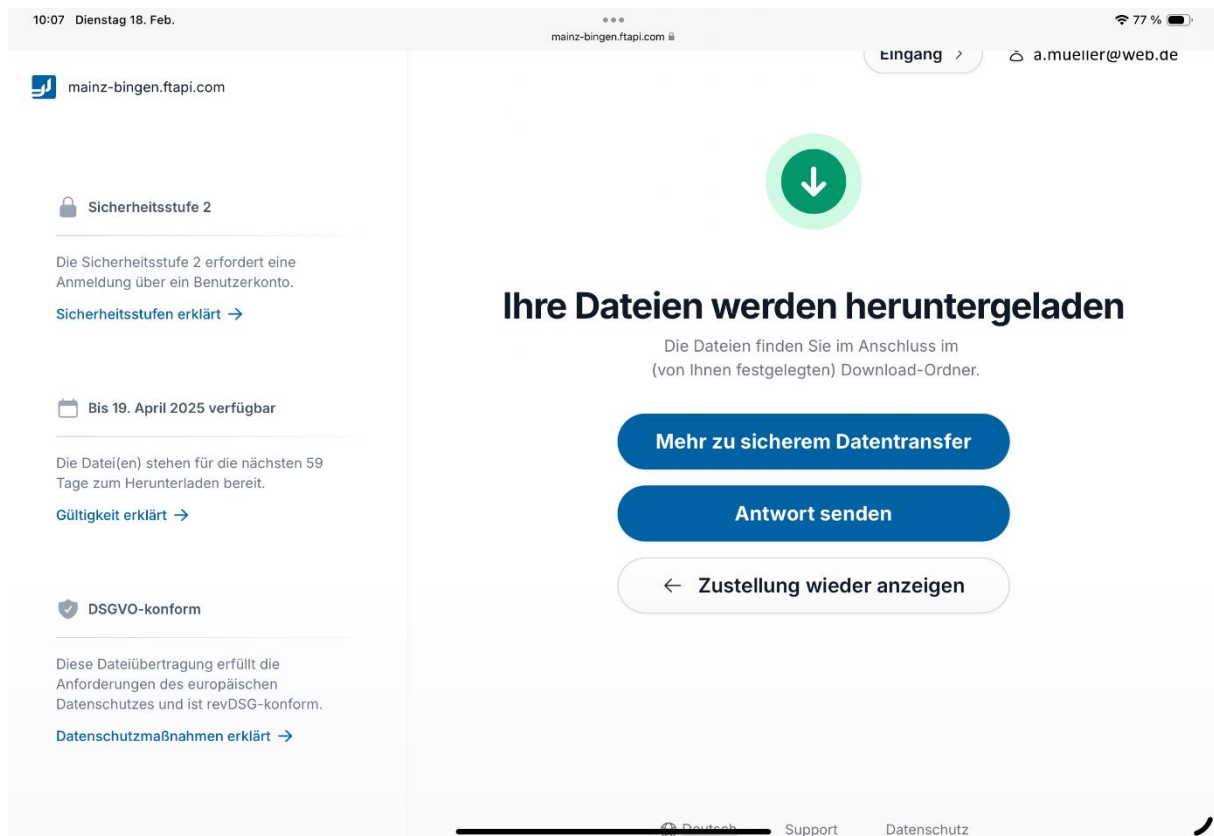 10:07 Dienstag 18. Feb.
mainz-bingen.ftapi.com
77 %
mainz-bingen.ftapi.com
Eingang
a.mueller@web.de
Sicherheitsstufe 2
Die Sicherheitsstufe 2 erfordert eine
Anmeldung über ein Benutzerkonto.
Sicherheitsstufen erklärt →
Bis 19. April 2025 verfügbar
Die Datei(en) stehen für die nächsten 59
Tage zum Herunterladen bereit.
Gültigkeit erklärt →
DSGVO-konform
Diese Dateiübertragung erfüllt die
Anforderungen des europäischen
Datenschutzes und ist revDSG-konform.
Datenschutzmaßnahmen erklärt →
Ihre Dateien werden heruntergeladen
Die Dateien finden Sie im Anschluss im
(von Ihnen festgelegten) Download-Ordner.
Mehr zu sicherem Datentransfer
Antwort senden
← Zustellung wieder anzeigen
Deutsch Support Datenschutz